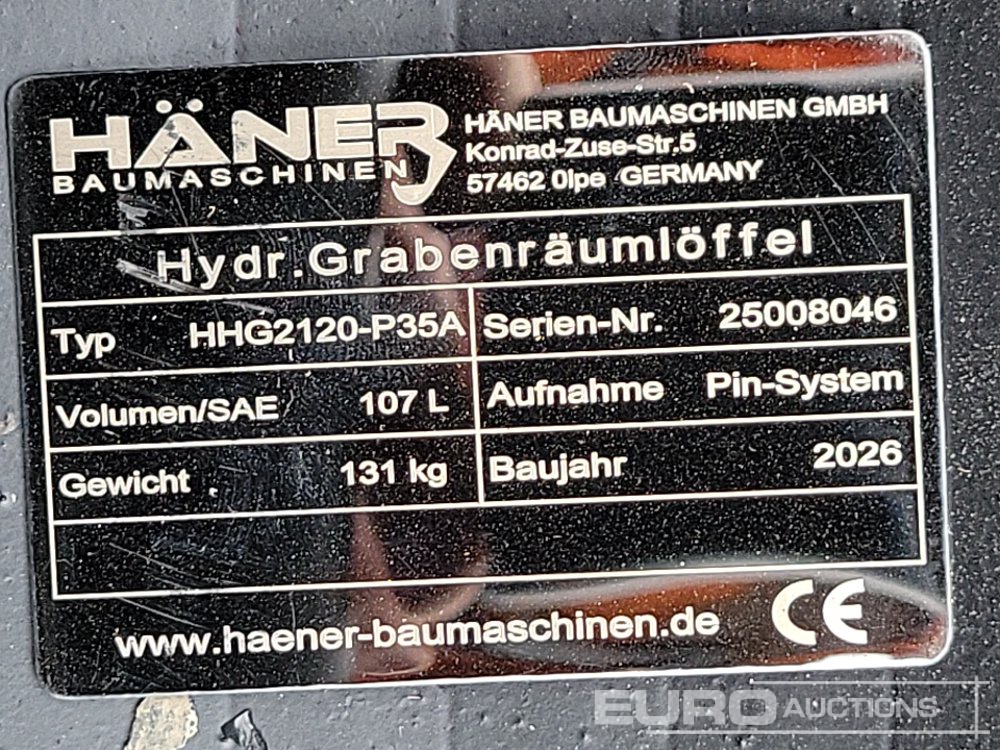 HÄNER
BAUMASCHINEN
HÄNER BAUMASCHINEN GMBH
Konrad-Zuse-Str.5
57462 Olpe GERMANY
Hydr.Grabenräumlöffel
Typ HHG2120-P35A Serien-Nr. 25008046
Volumen/SAE 107 L Aufnahme Pin-System
Gewicht 131 kg Baujahr 2026
www.haener-baumaschinen.de CE
EURO AUCTIONS